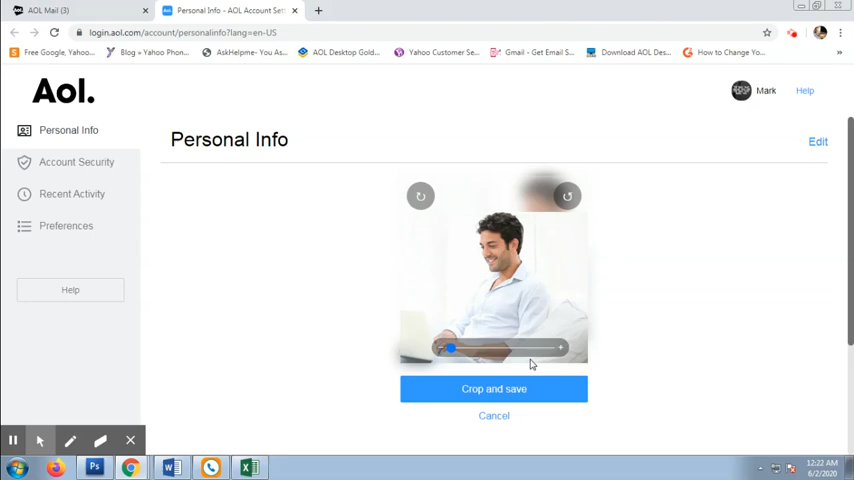 AOL Mail (3)
Personal Info - AOL Account Set
login.aol.com/account/personalinfo?lang=en-US
Free Google, Yahoo...
Blog » Yahoo Phon...
AskHelpme- You As...
AOL Desktop Gold...
Yahoo Customer Se...
Gmail - Get Email S...
Download AOL Des...
How to Change Yo...
»
Aol.
Mark
Help
Personal Info
Account Security
Recent Activity
Preferences
Help
Personal Info
Edit
Crop and save
Cancel
12:22 AM
6/2/2020